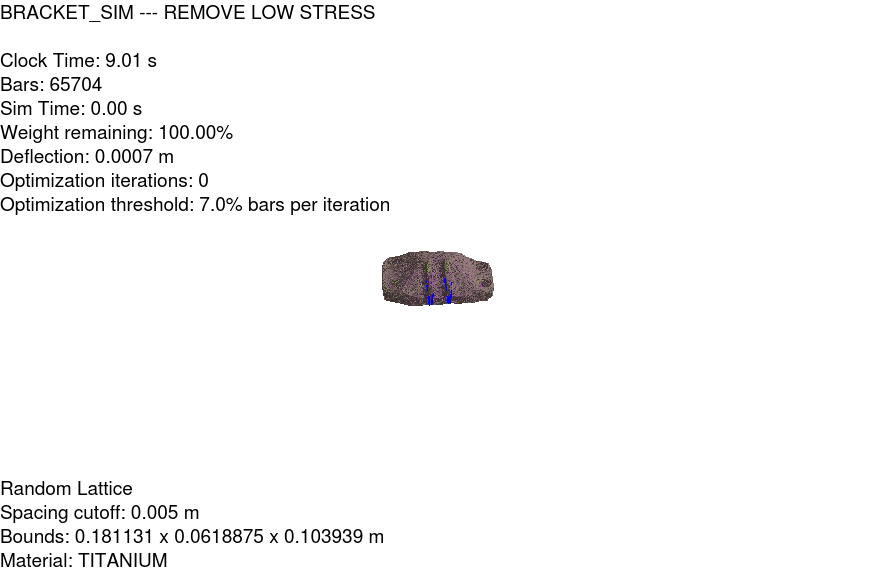 BRACKET_SIM --- REMOVE LOW STRESS
Clock Time: 9.01 s
Bars: 65704
Sim Time: 0.00 s
Weight remaining: 100.00%
Deflection: 0.0007 m
Optimization iterations: 0
Optimization threshold: 7.0% bars per iteration
Random Lattice
Spacing cutoff: 0.005 m
Bounds: 0.181131 x 0.0618875 x 0.103939 m
Material: TITANIUM